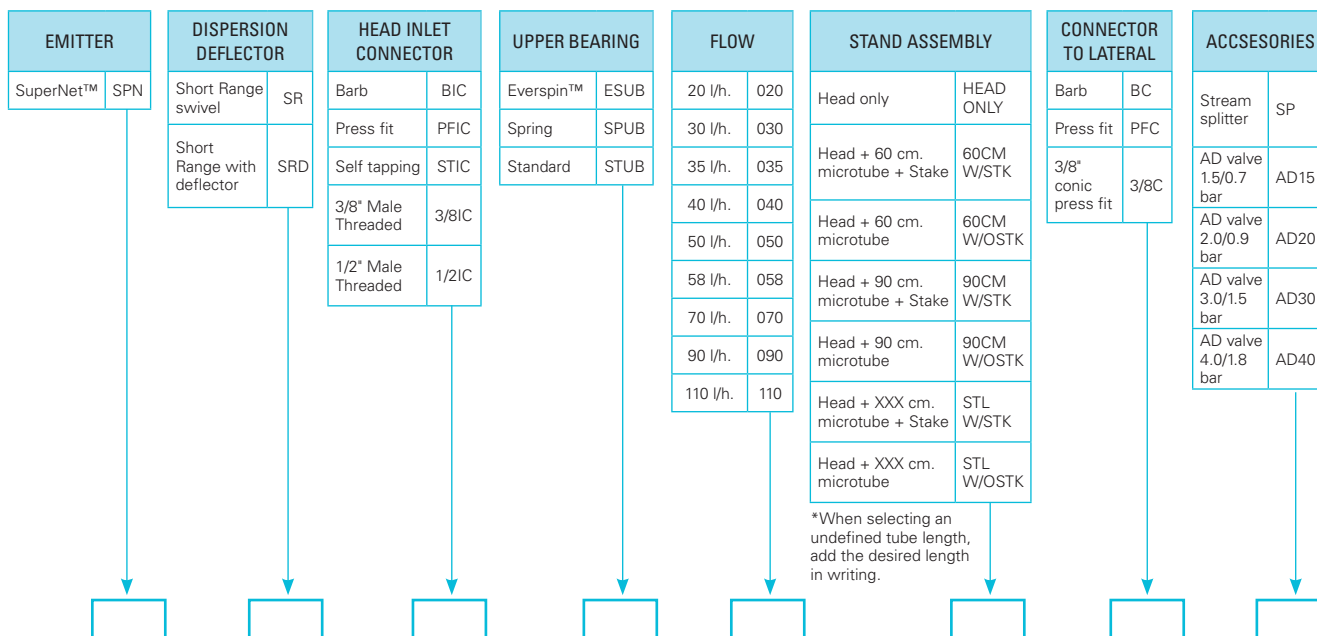 EMITTER
SuperNet™ SPN
DISPERSION
DEFLECTOR
Short Range
swivel
SR
Short
Range with
deflector
SRD
HEAD INLET
CONNECTOR
Barb BIC
Press fit PFIC
Self tapping STIC
3/8" Male
Threaded
3/8IC
1/2" Male
Threaded
1/2IC
UPPER BEARING
Everspin™ ESUB
Spring SPUB
Standard STUB
FLOW
20 l/h. 020
30 l/h. 030
35 l/h. 035
40 l/h. 040
50 l/h. 050
58 l/h. 058
70 l/h. 070
90 l/h. 090
110 l/h. 110
STAND ASSEMBLY
Head only
HEAD
ONLY
Head + 60 cm.
microtube + Stake
60CM
W/STK
Head + 60 cm.
microtube
60CM
W/OSTK
Head + 90 cm.
microtube + Stake
90CM
W/STK
Head + 90 cm.
microtube
90CM
W/OSTK
Head + XXX cm.
microtube + Stake
STL
W/STK
Head + XXX cm.
microtube
STL
W/OSTK
*When selecting an
undefined tube length,
add the desired length
in writing.
CONNECTOR
TO LATERAL
Barb BC
Press fit PFC
3/8"
conic
press fit
3/8C
ACCSESORIES
Stream
splitter
SP
AD valve
1.5/0.7
bar
AD15
AD valve
2.0/0.9
bar
AD20
AD valve
3.0/1.5
bar
AD30
AD valve
4.0/1.8
bar
AD40